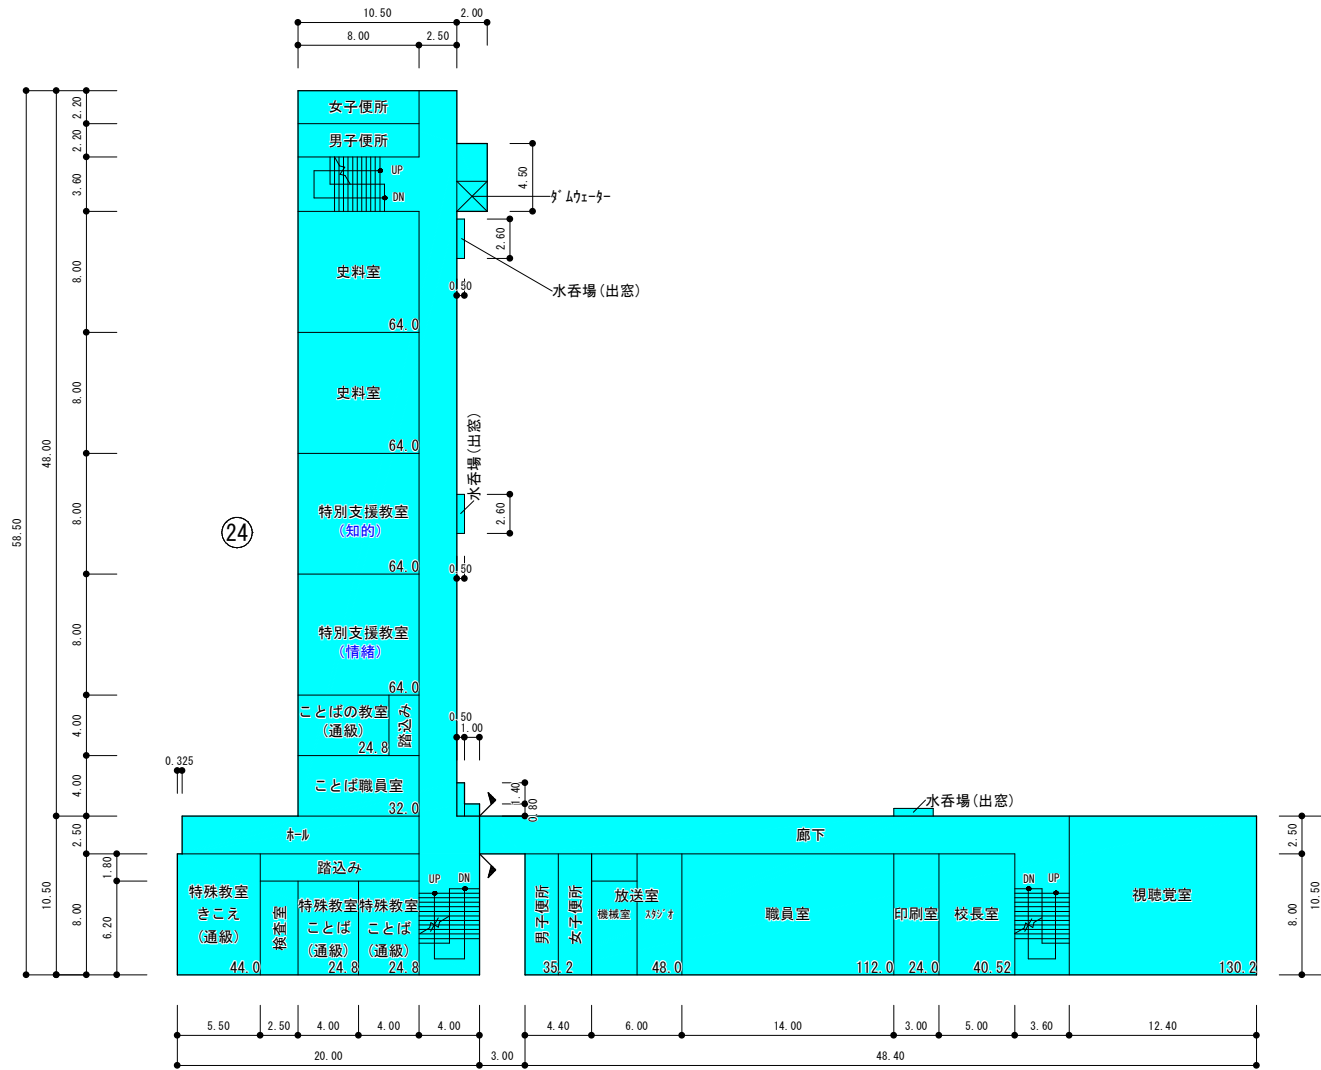 10.50
2.00
8.00
2.50
女子便所
男子便所
UP
DN
ダムウェーター
4.50
2.60
水呑場(出窓)
0.50
2.20
2.20
3.60
8.00
8.00
8.00
8.00
4.00
4.00
2.50
8.00
48.00
10.50
58.50
1.80
6.20
史料室
64.0
史料室
64.0
水呑場(出窓)
2.60
0.50
24
特別支援教室
(知的)
64.0
特別支援教室
(情緒)
64.0
ことばの教室
(通級)
24.8
踏込み
0.50
1.00
ことば職員室
32.0
1.40
0.80
0.325
ホール
廊下
水呑場(出窓)
2.50
8.00
10.50
踏込み
特殊教室
きこえ
(通級)
44.0
検査室
特殊教室
ことば
(通級)
24.8
特殊教室
ことば
(通級)
24.8
UP
DN
男子便所
女子便所
35.2
放送室
機械室
スタジオ
48.0
職員室
112.0
印刷室
24.0
校長室
40.52
DN
UP
視聴覚室
130.2
5.50
2.50
4.00
4.00
4.00
4.40
6.00
14.00
3.00
5.00
3.60
12.40
20.00
3.00
48.40